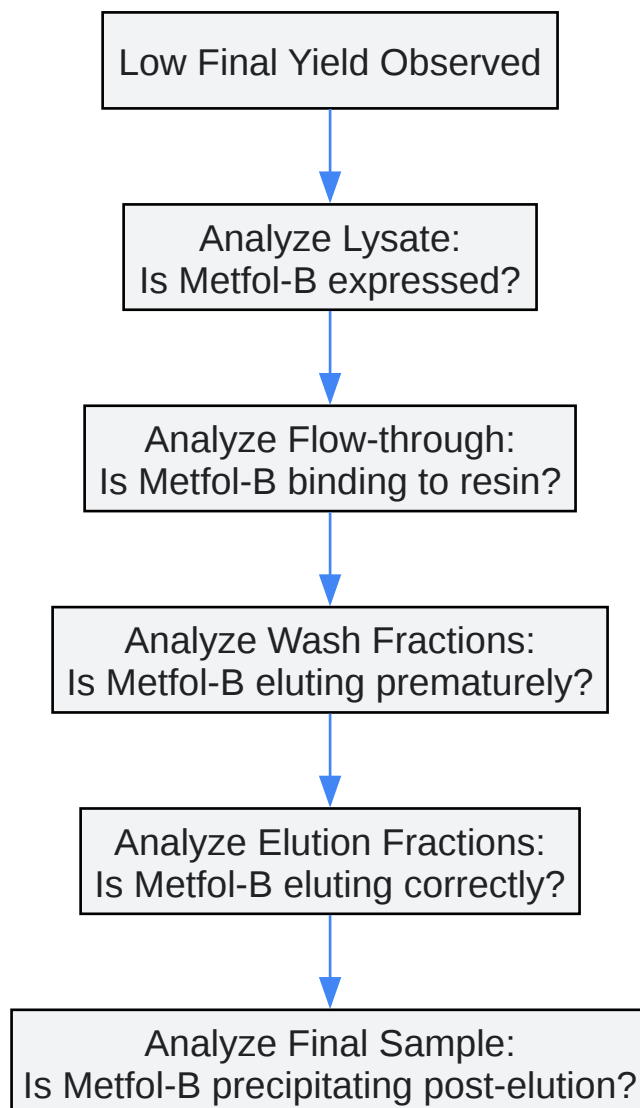 Low Final Yield Observed
Analyze Lysate:
Is Metfol-B expressed?
Analyze Flow-through:
Is Metfol-B binding to resin?
Analyze Wash Fractions:
Is Metfol-B eluting prematurely?
Analyze Elution Fractions:
Is Metfol-B eluting correctly?
Analyze Final Sample:
Is Metfol-B precipitating post-elution?